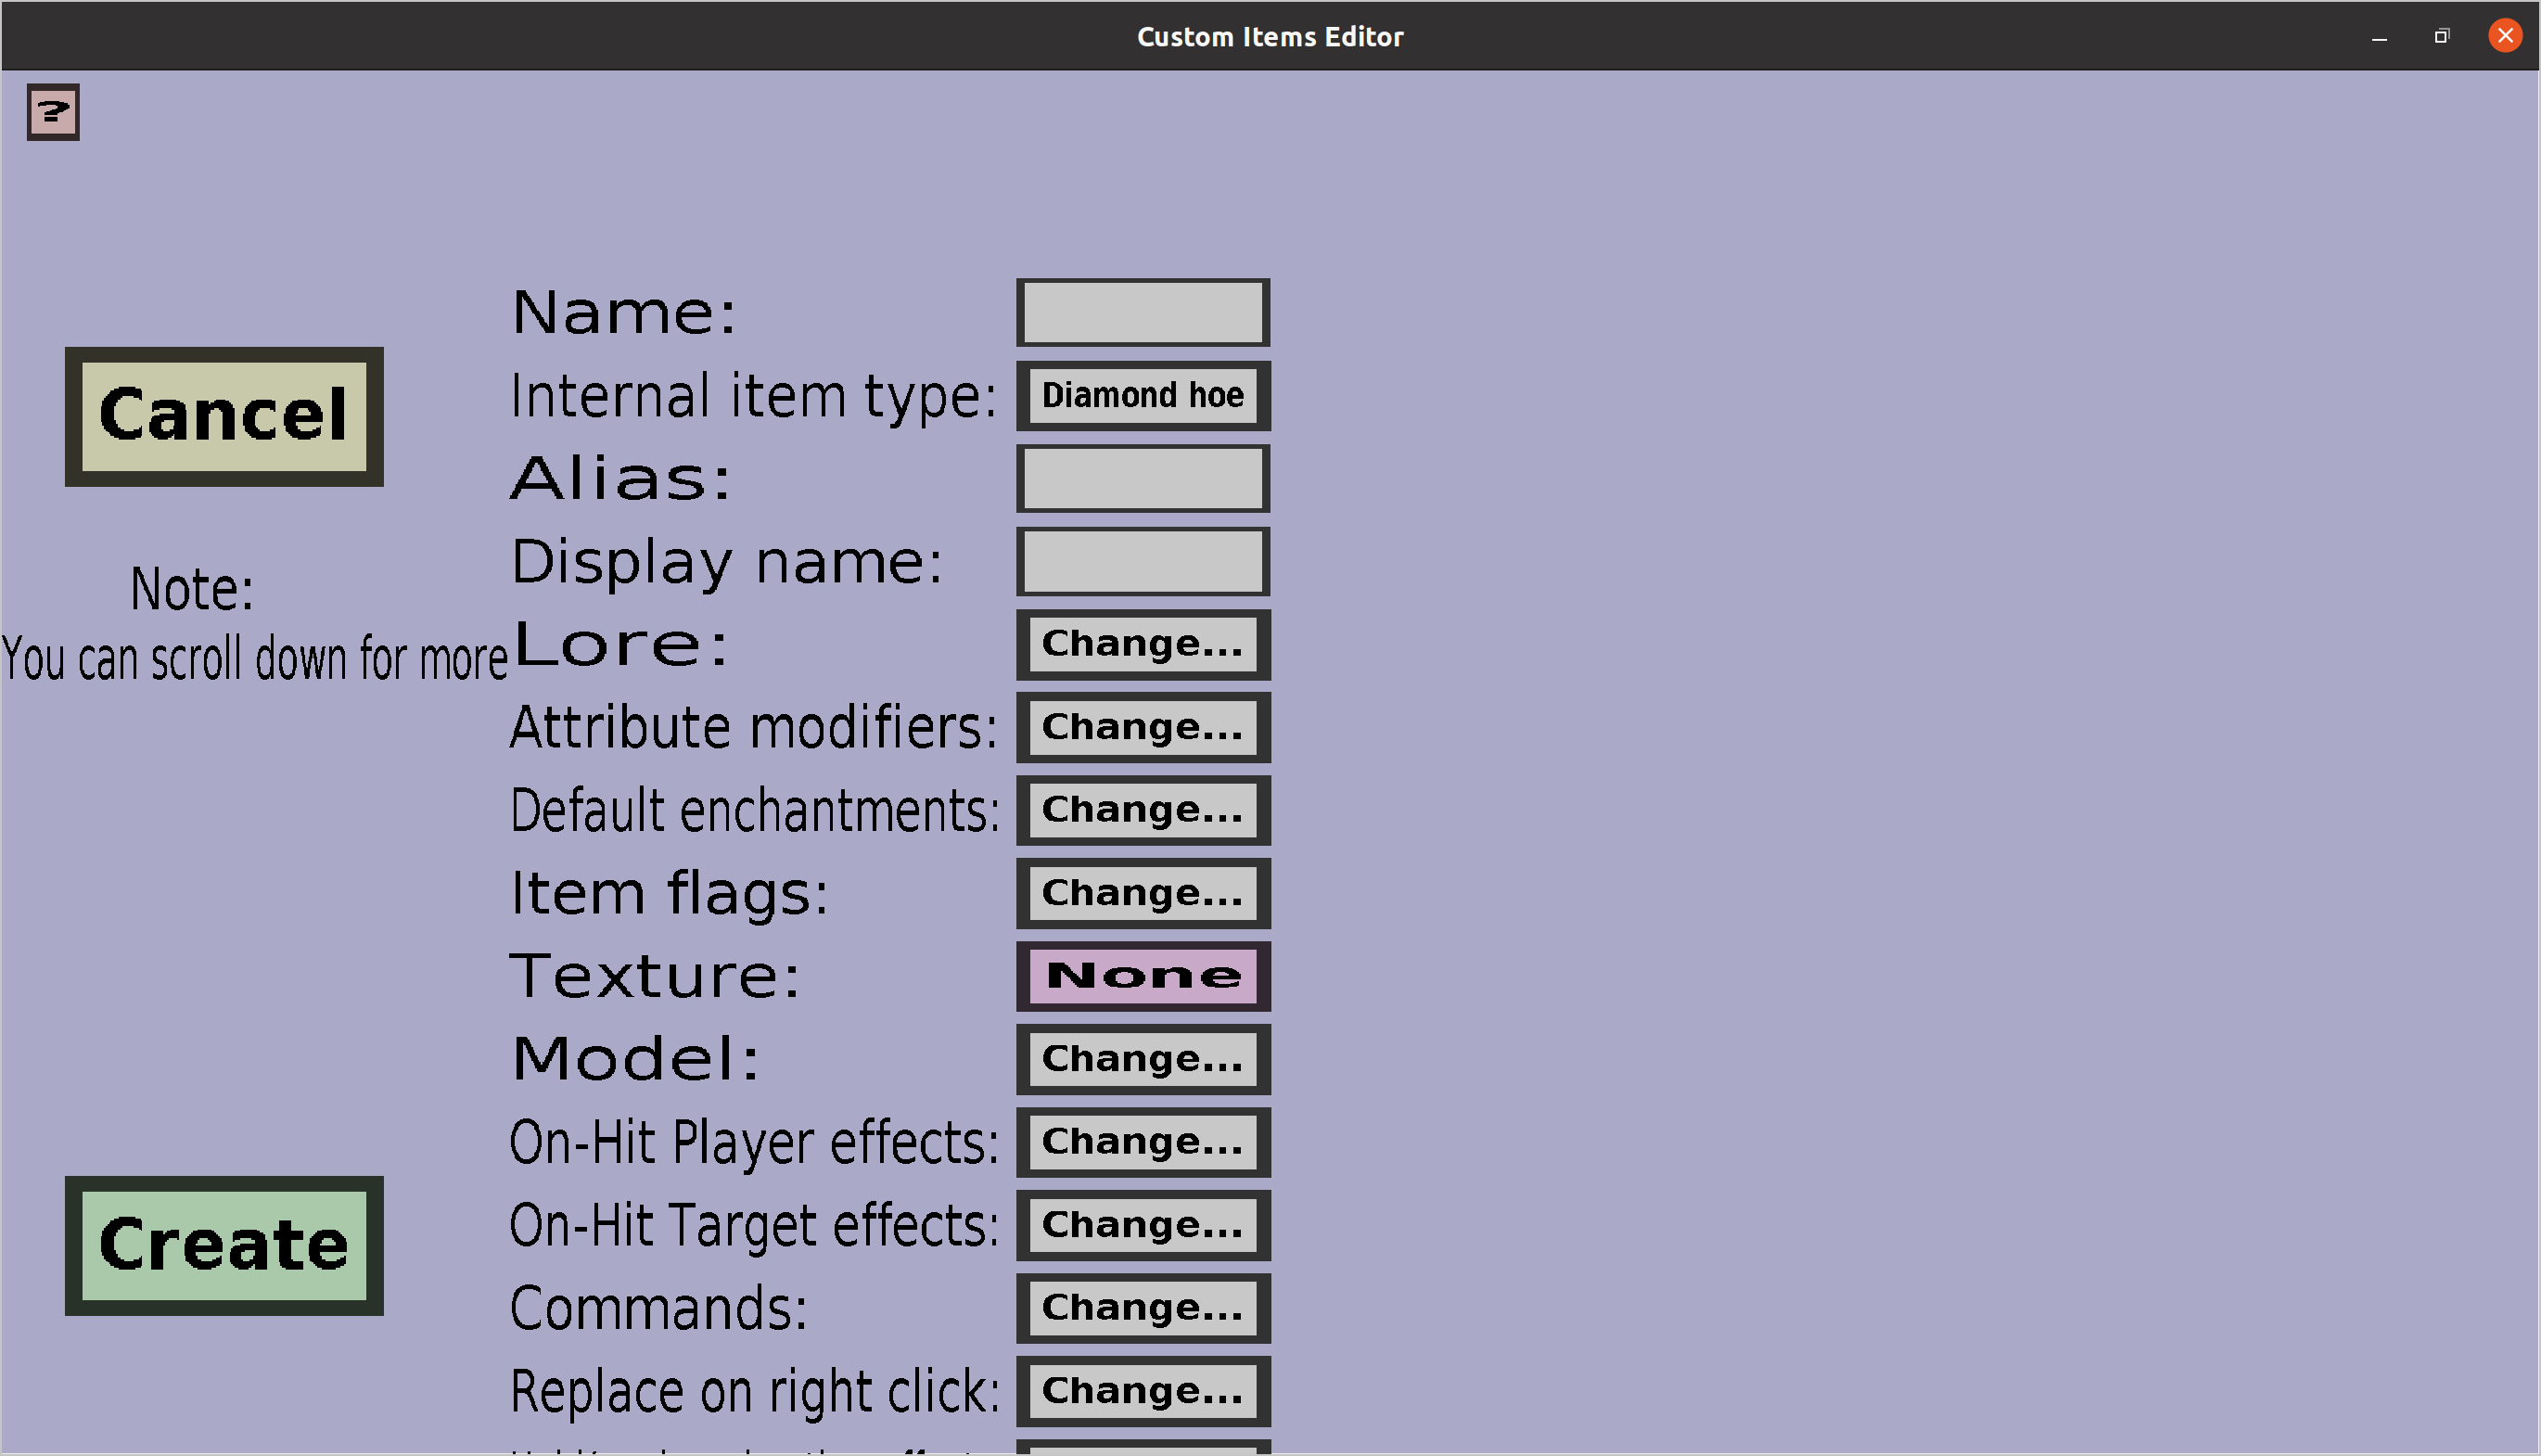 Custom Items Editor
?
Name:
Cancel
Internal item type: Diamond hoe
Alias:
Display name:
Note:
You can scroll down for more
Lore: Change...
Attribute modifiers: Change...
Default enchantments: Change...
Item flags: Change...
Texture: None
Model: Change...
On-Hit Player effects: Change...
Create
On-Hit Target effects: Change...
Commands: Change...
Replace on right click: Change...